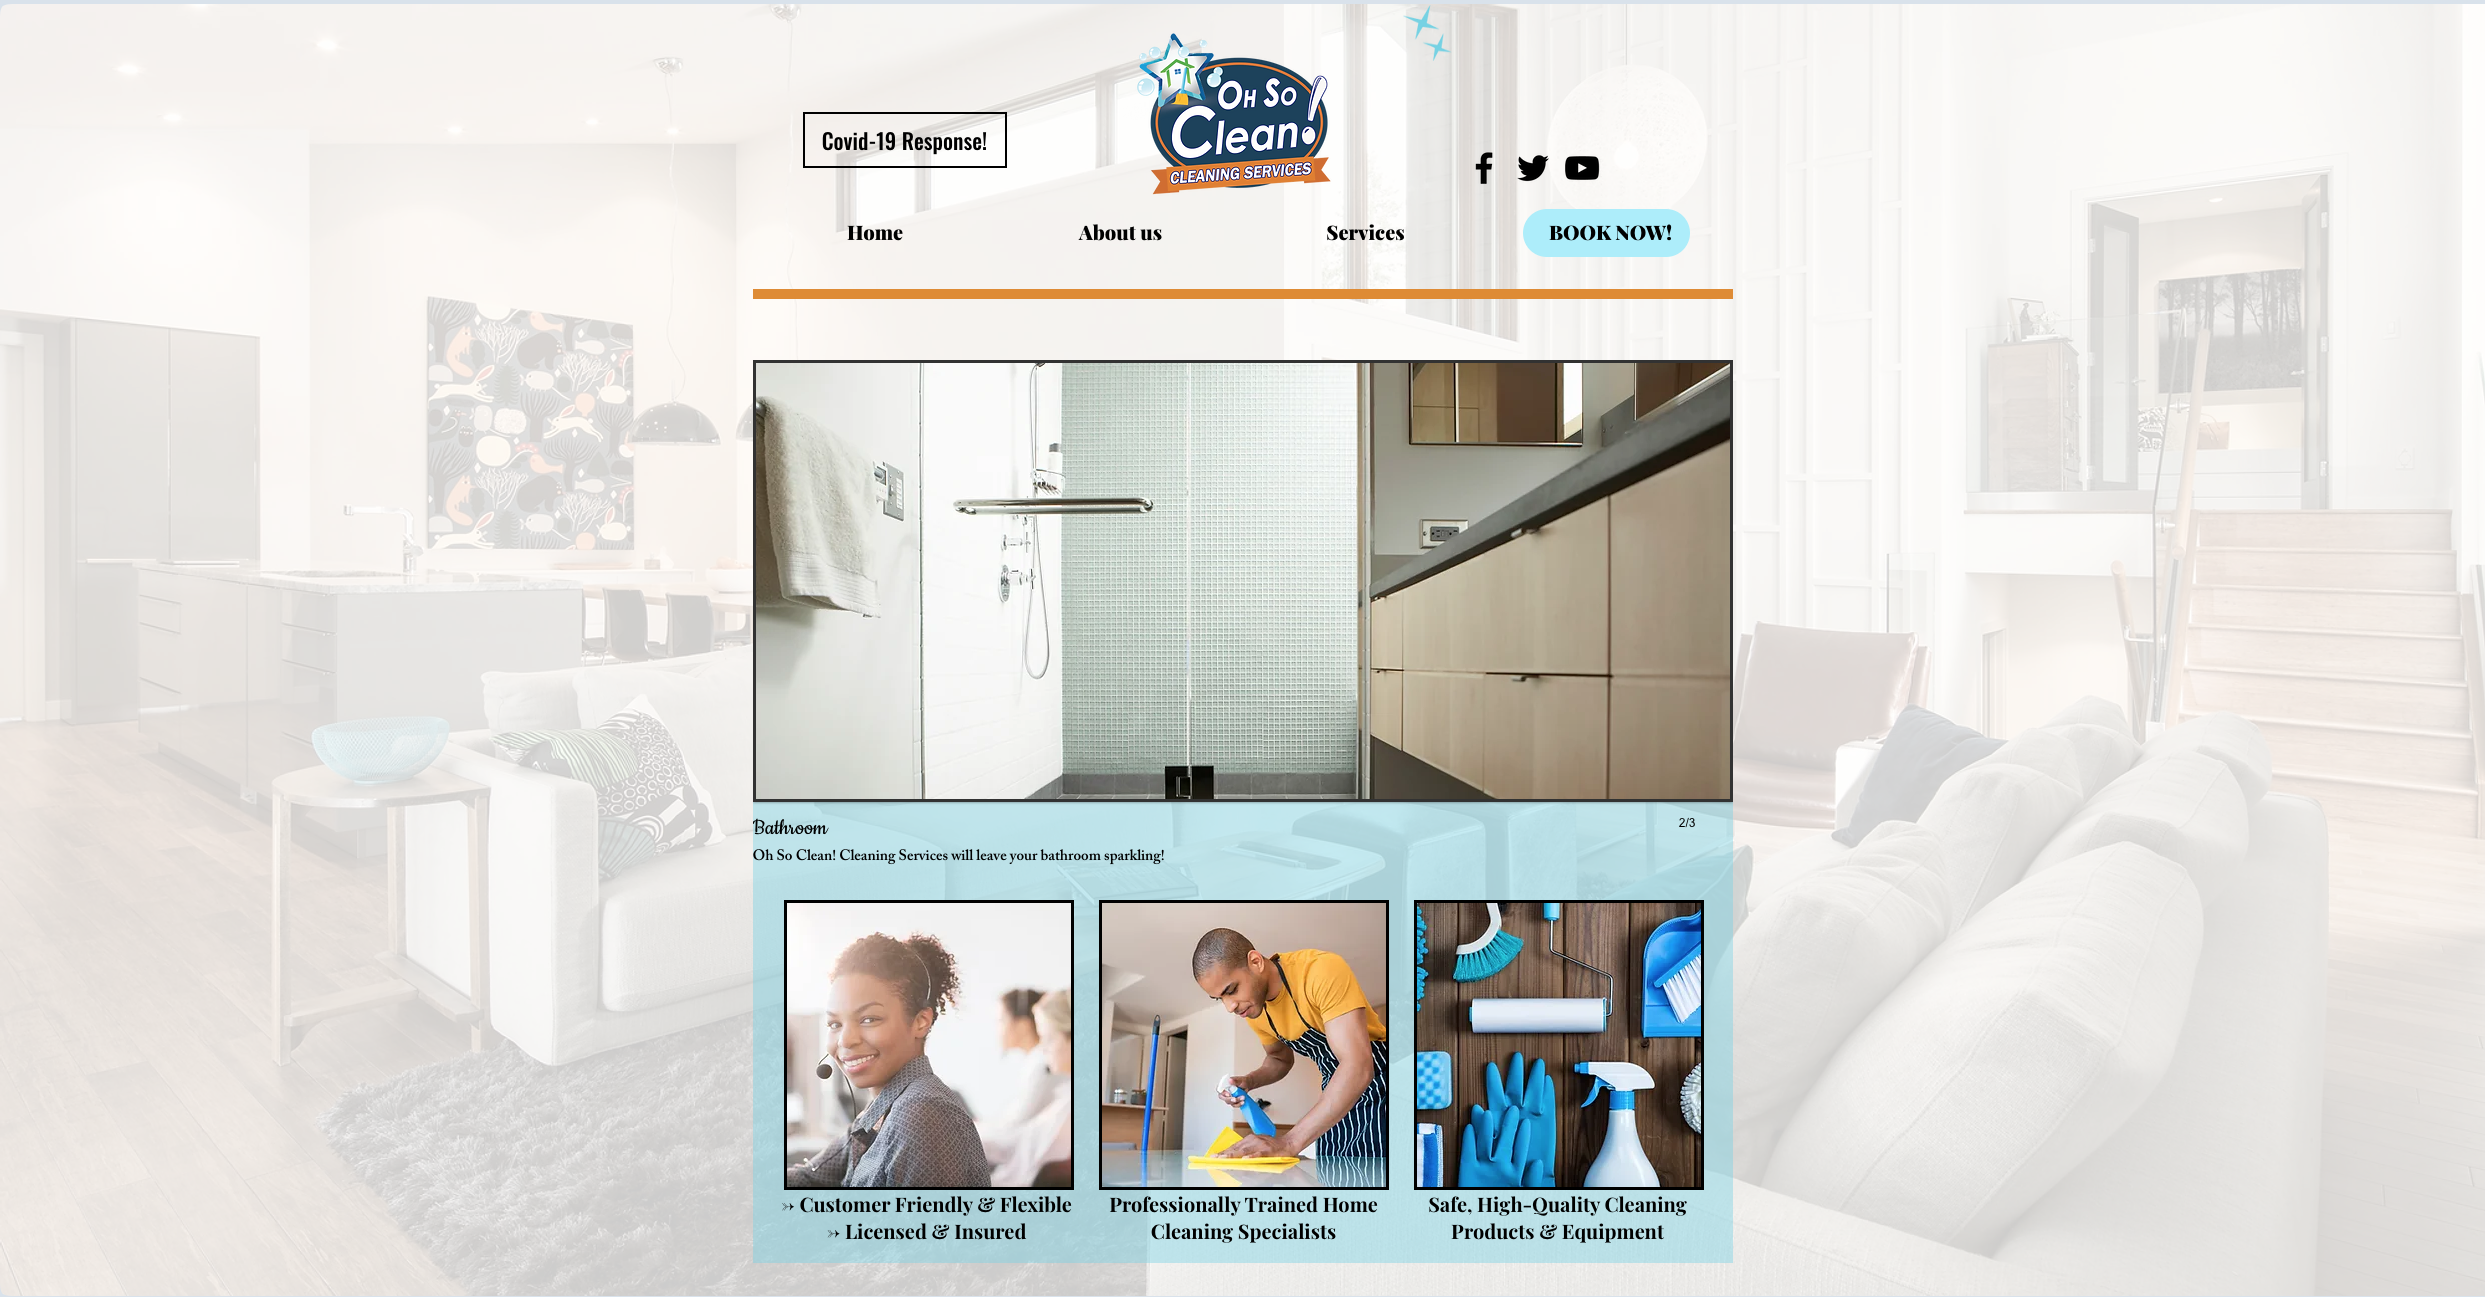 Oh So
Clean!
CLEANING SERVICES
Covid-19 Response!
Home
About us
Services
BOOK NOW!
Bathroom
2/3
Oh So Clean! Cleaning Services will leave your bathroom sparkling!
➳ Customer Friendly & Flexible
➳ Licensed & Insured
Professionally Trained Home
Cleaning Specialists
Safe, High-Quality Cleaning
Products & Equipment